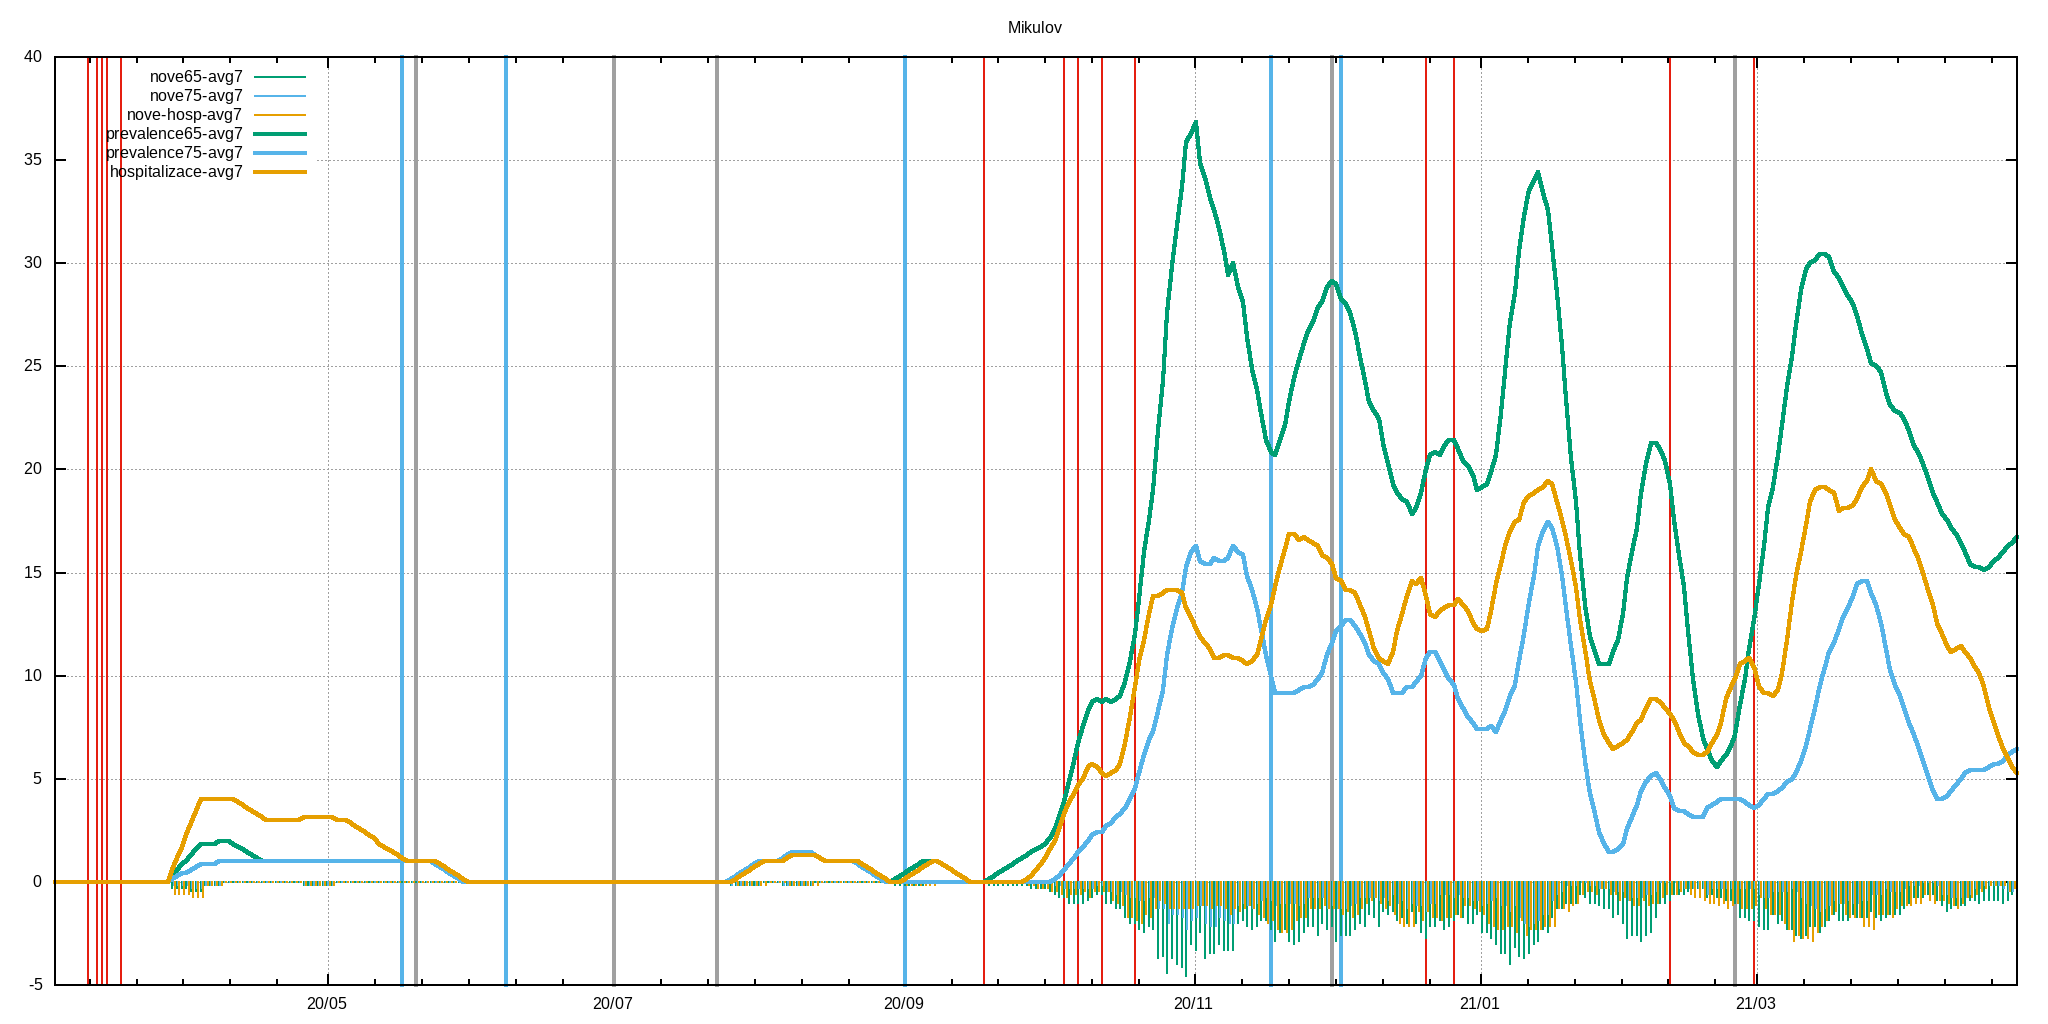 Mikulov
40
35
30
25
20
15
10
5
0
-5
nove65-avg7
nove75-avg7
nove-hosp-avg7
prevalence65-avg7
prevalence75-avg7
hospitalizace-avg7
20/05 20/07 20/09 20/11 21/01 21/03